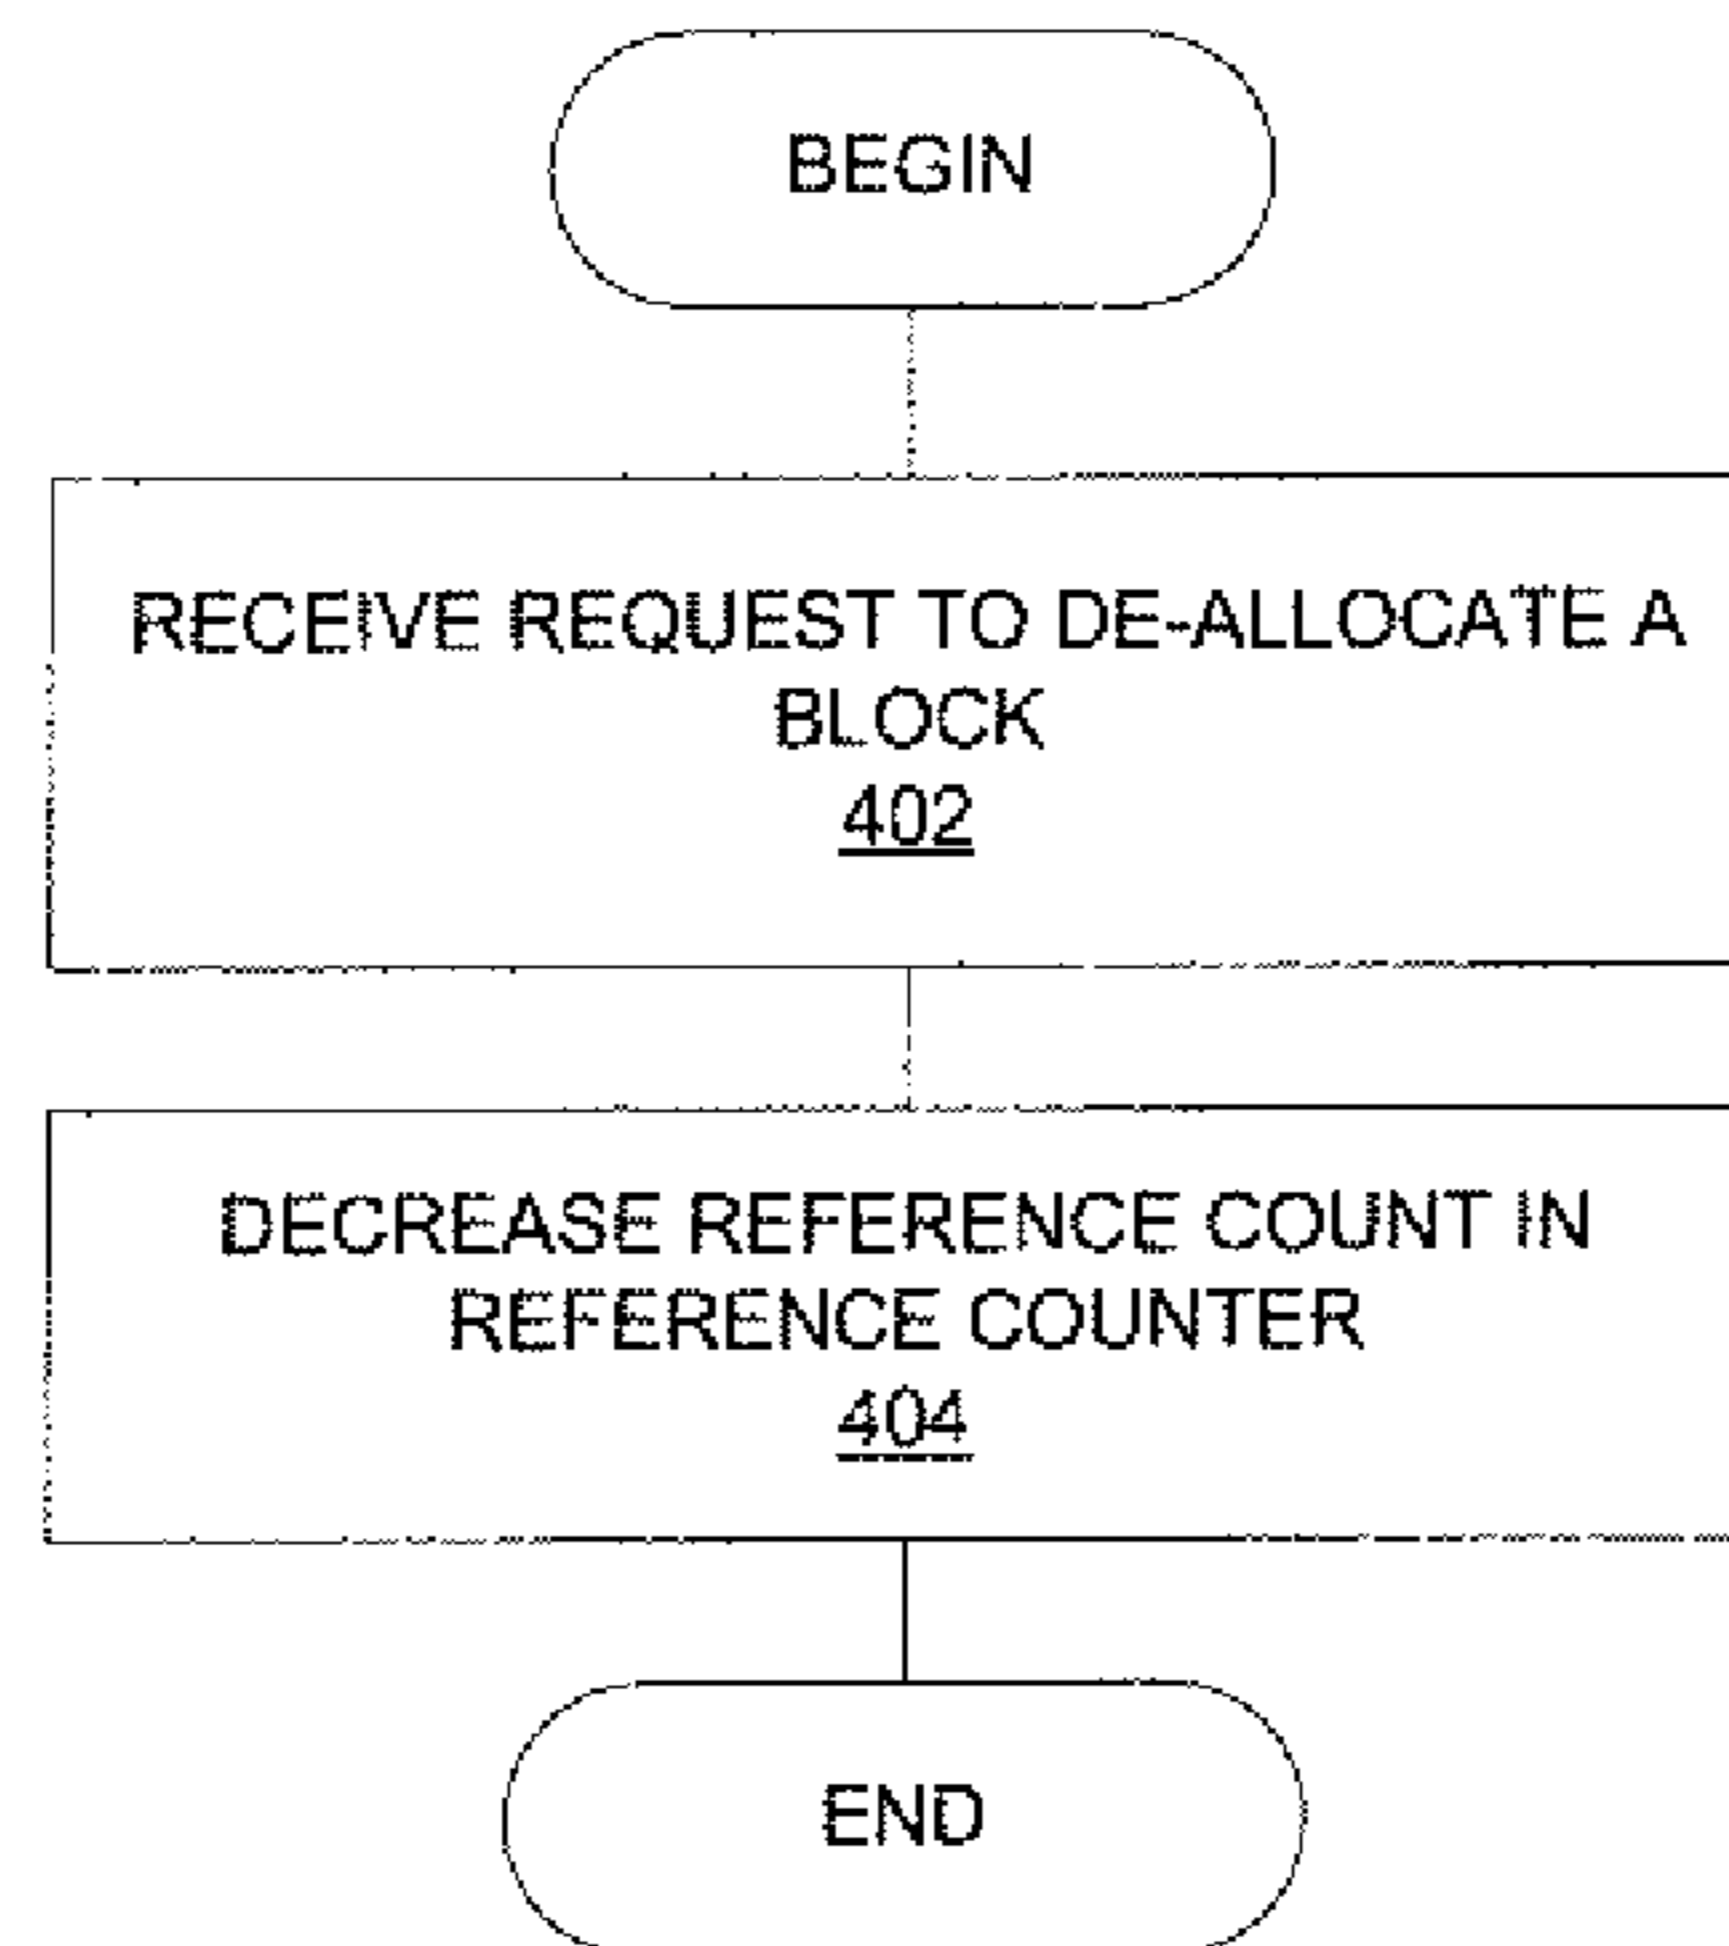 BEGIN
RECEIVE REQUEST TO DE-ALLOCATE A
BLOCK
402
DECREASE REFERENCE COUNT IN
REFERENCE COUNTER
404
END